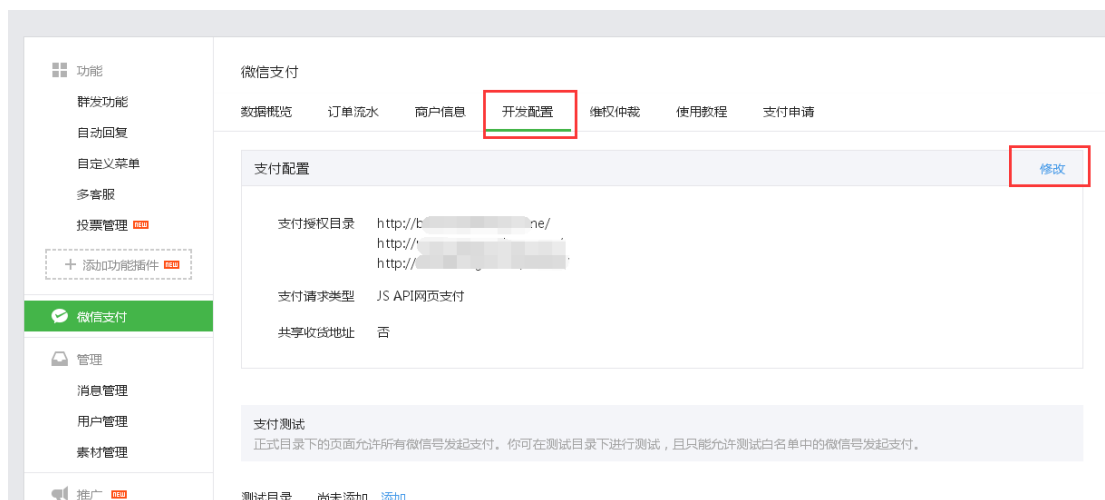 功能
群发功能
自动回复
自定义菜单
多客服
投票管理 NEW
+ 添加功能插件 NEW
微信支付
管理
消息管理
用户管理
素材管理
推广 NEW
微信支付
数据概览 订单流水 商户信息 开发配置 维权仲裁 使用教程 支付申请
支付配置 修改
支付授权目录 http://b ne/
http://
http://
支付请求类型 JS API网页支付
共享收货地址 否
支付测试
正式目录下的页面允许所有微信号发起支付。你可在测试目录下进行测试，且只能允许测试白名单中的微信号发起支付。
测试目录 尚未添加 添加